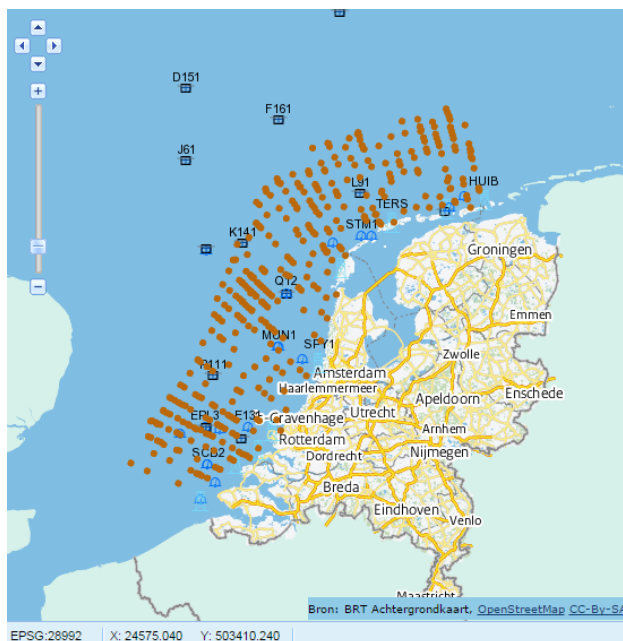 D151
F161
J61
L91
HUIB
TERS
STM1
K141
Groningen
Q12
Emmen
MUN1
SPY1
Zwolle
Amsterdam
Haarlemmermeer
Apeldoorn
Enschede
Utrecht
EPL3
E131
-Gravenhage
Arnhem
Rotterdam
Nijmegen
Dordrecht
SCB2
Breda
Eindhoven
Venlo
Maastricht
Bron: BRT Achtergrondkaart, OpenStreetMap CC-By-SA
EPSG:28992 X: 24575.040 Y: 503410.240